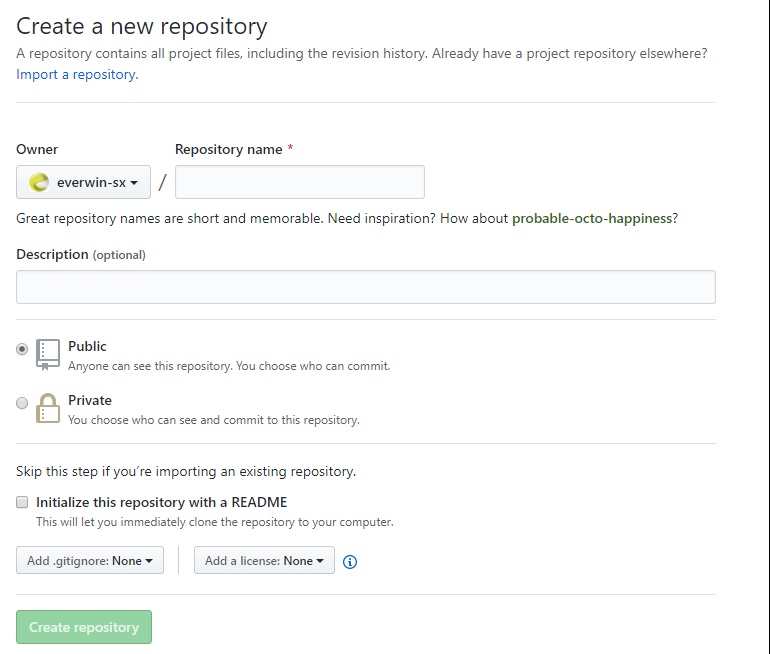 Create a new repository
A repository contains all project files, including the revision history. Already have a project repository elsewhere?
Import a repository.
Owner
Repository name *
everwin-sx
/
Great repository names are short and memorable. Need inspiration? How about probable-octo-happiness?
Description (optional)
Public
Anyone can see this repository. You choose who can commit.
Private
You choose who can see and commit to this repository.
Skip this step if you’re importing an existing repository.
Initialize this repository with a README
This will let you immediately clone the repository to your computer.
Add .gitignore: None
Add a license: None
Create repository